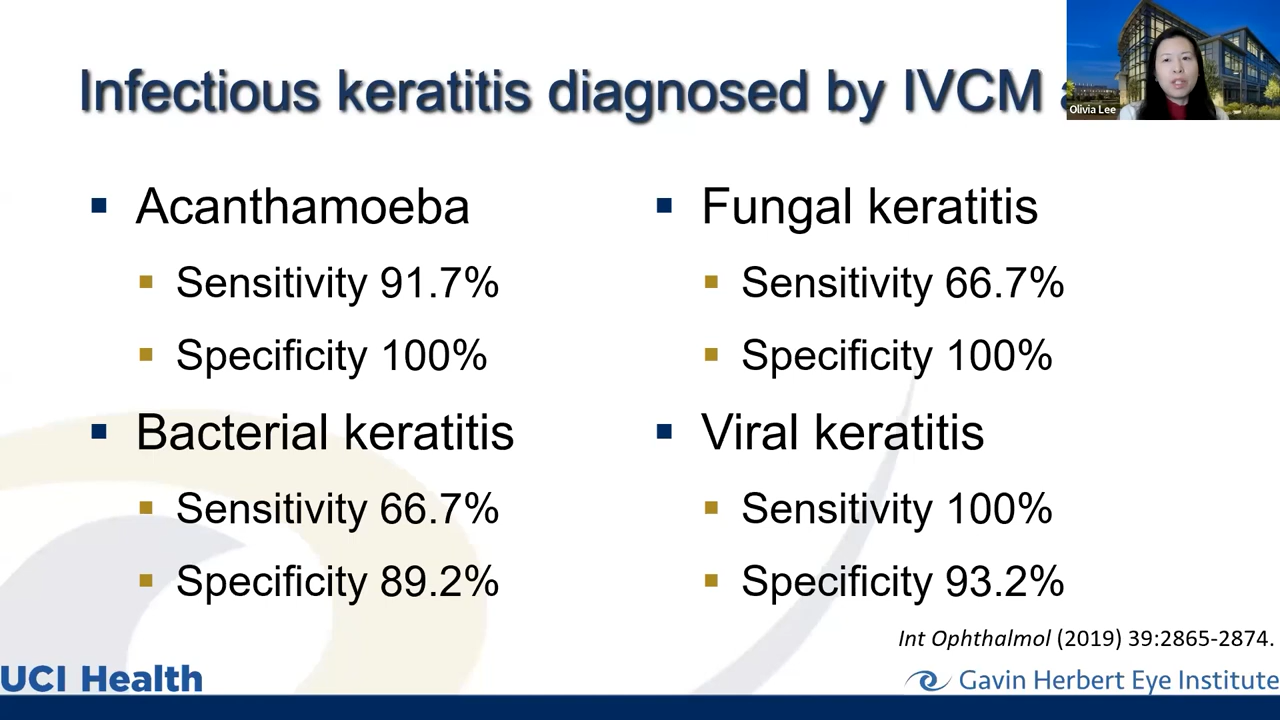 Infectious keratitis diagnosed by IVCM
Olivia Lee
Acanthamoeba
Sensitivity 91.7%
Specificity 100%
Bacterial keratitis
Sensitivity 66.7%
Specificity 89.2%
Fungal keratitis
Sensitivity 66.7%
Specificity 100%
Viral keratitis
Sensitivity 100%
Specificity 93.2%
Int Ophthalmol (2019) 39:2865-2874.
UCI Health
Gavin Herbert Eye Institute